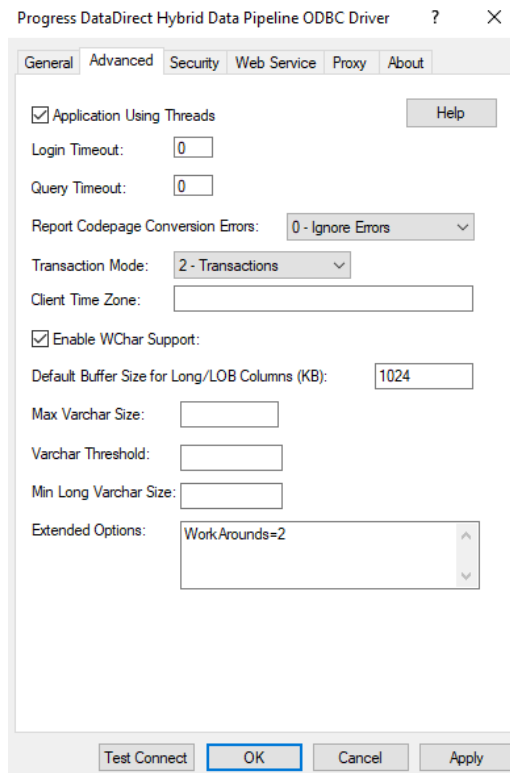 Progress DataDirect Hybrid Data Pipeline ODBC Driver ? ×
General Advanced Security Web Service Proxy About
Application Using Threads Help
Login Timeout: 0
Query Timeout: 0
Report Codepage Conversion Errors: 0 - Ignore Errors
Transaction Mode: 2 - Transactions
Client Time Zone:
Enable WChar Support:
Default Buffer Size for Long/LOB Columns (KB): 1024
Max Varchar Size:
Varchar Threshold:
Min Long Varchar Size:
Extended Options: WorkArounds=2
Test Connect OK Cancel Apply